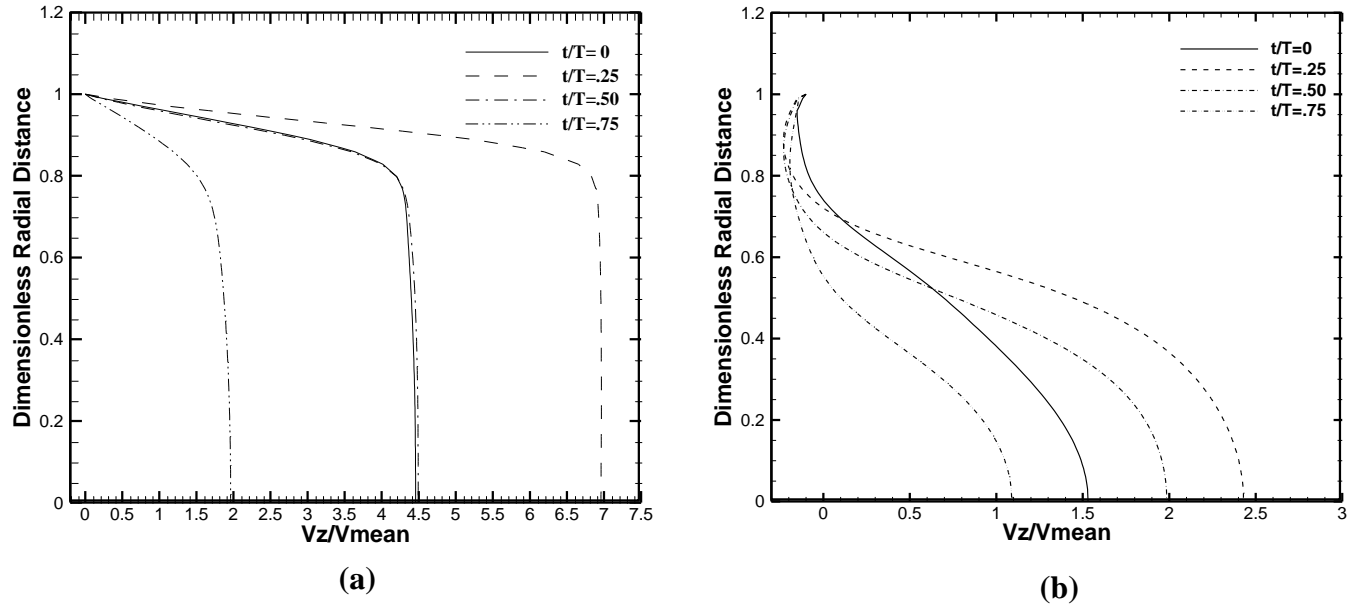 1.2
1
0.8
0.6
0.4
0.2
0
Dimensionless Radial Distance
t/T= 0
t/T=.25
t/T=.50
t/T=.75
0 0.5 1 1.5 2 2.5 3 3.5 4 4.5 5 5.5 6 6.5 7 7.5
Vz/Vmean
(a)
1.2
1
0.8
0.6
0.4
0.2
0
Dimensionless Radial Distance
t/T=0
t/T=.25
t/T=.50
t/T=.75
0 0.5 1 1.5 2 2.5 3
Vz/Vmean
(b)